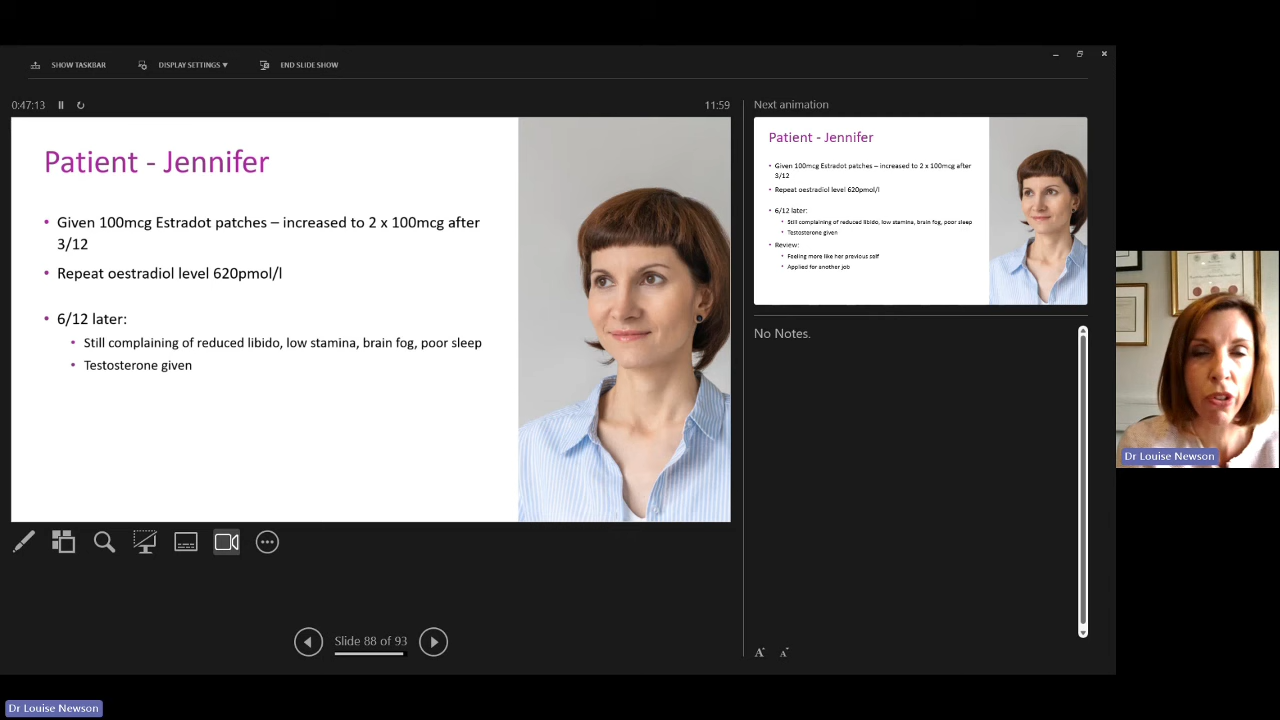 SHOW TASKBAR
DISPLAY SETTINGS ▾
END SLIDE SHOW
0:47:13
11:59
Patient - Jennifer
• Given 100mcg Estradot patches – increased to 2 x 100mcg after
3/12
• Repeat oestradiol level 620pmol/l
• 6/12 later:
• Still complaining of reduced libido, low stamina, brain fog, poor sleep
• Testosterone given
Slide 88 of 93
Next animation
Patient - Jennifer
• Given 100mcg Estradot patches – increased to 2 x 100mcg after
3/12
• Repeat oestradiol level 620pmol/l
• 6/12 later:
• Still complaining of reduced libido, low stamina, brain fog, poor sleep
• Testosterone given
• Review:
• Feeling more like her previous self
• Applied for another job
No Notes.
A A
Dr Louise Newson
Dr Louise Newson